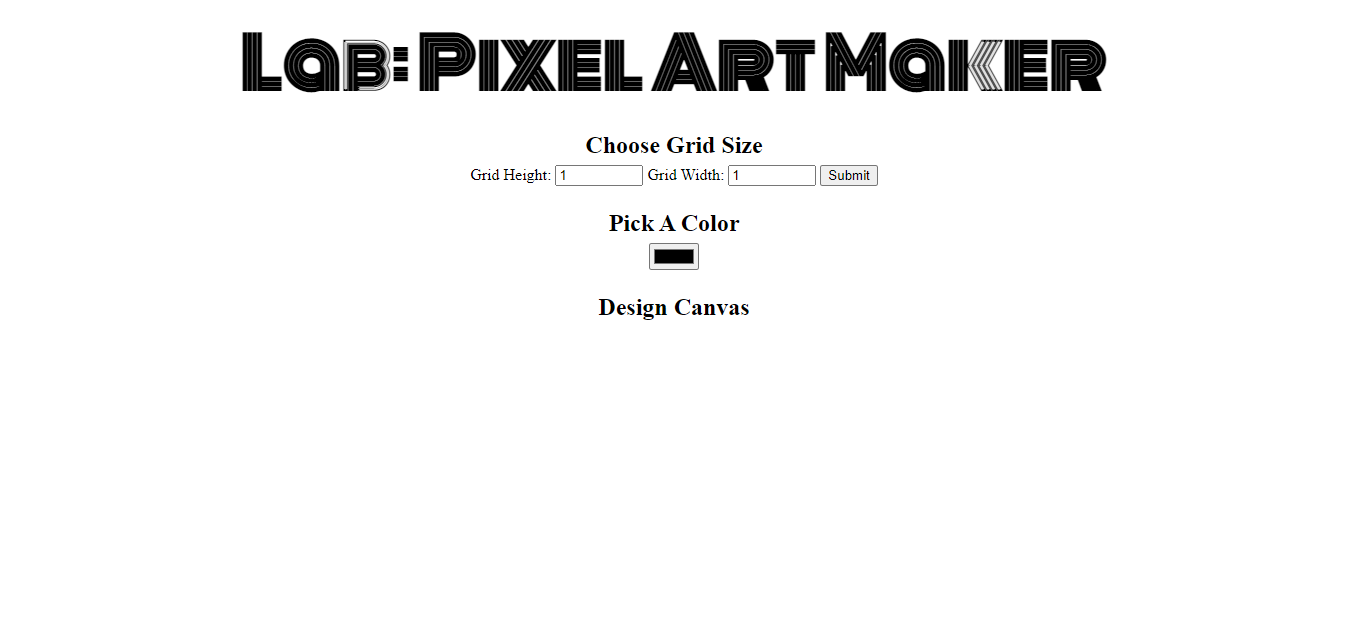 Lab: Pixel Art Maker
Choose Grid Size
Grid Height: 1 Grid Width: 1 Submit
Pick A Color
Design Canvas